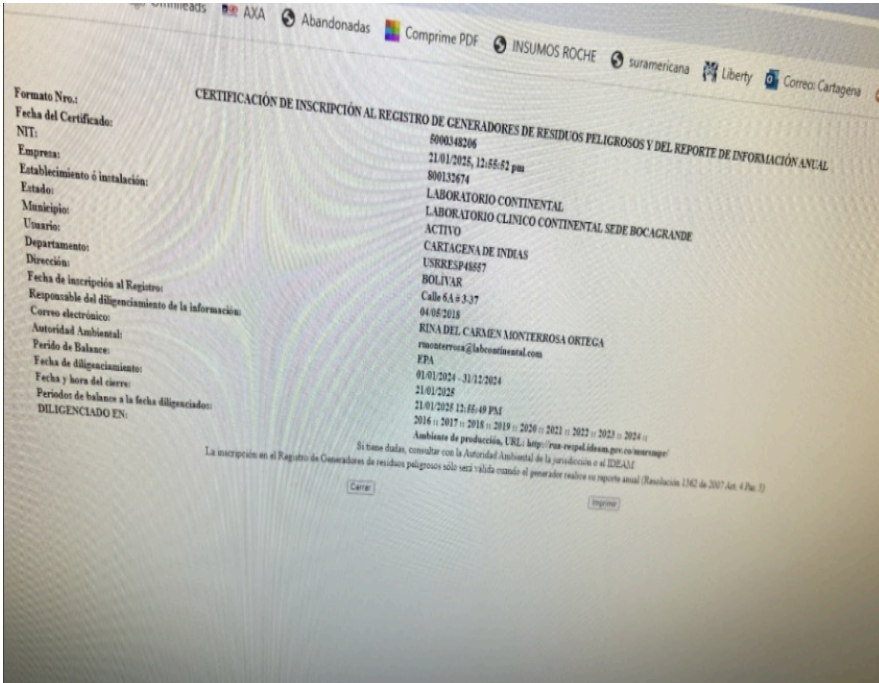 Omnileads AXA Abandonadas Comprime PDF INSUMOS ROCHE suramericana Liberty Correo: Cartagena
CERTIFICACIÓN DE INSCRIPCIÓN AL REGISTRO DE GENERADORES DE RESIDUOS PELIGROSOS Y DEL REPORTE DE INFORMACIÓN ANUAL
Formato Nro.: 5000348206
Fecha del Certificado: 21/01/2025, 12:55:52 pm
NIT: 800132674
Empresa: LABORATORIO CONTINENTAL
Establecimiento ó instalación: LABORATORIO CLINICO CONTINENTAL SEDE BOCAGRANDE
Estado: ACTIVO
Municipio: CARTAGENA DE INDIAS
Usuario: USRRESP48557
Departamento: BOLIVAR
Dirección: Calle 6A # 3-37
Fecha de inscripción al Registro: 04/05/2018
Responsable del diligenciamiento de la información: RINA DEL CARMEN MONTERROSA ORTEGA
Correo electrónico: rmonterrosa@labcontinental.com
Autoridad Ambiental: EPA
Perido de Balance: 01/01/2024 - 31/12/2024
Fecha de diliganciamiento: 21/01/2025
Fecha y hora del cierre: 21/01/2025 12:55:49 PM
Periodos de balance a la fecha diligenciados: 2016 :: 2017 :: 2018 :: 2019 :: 2020 :: 2021 :: 2022 :: 2023 :: 2024 ::
DILIGENCIADO EN: Ambiente de producción, URL: http://rua-respel.ideam.gov.co/mursmpr/
Si tiene dudas, consultar con la Autoridad Ambiental de la jurisdicción o el IDEAM
La inscripción en el Registro de Generadores de residuos peligrosos sólo será válida cuando el generador realice su reporte anual (Resolución 1362 de 2007 Art. 4 Par. 3)
Cerrar Imprimir